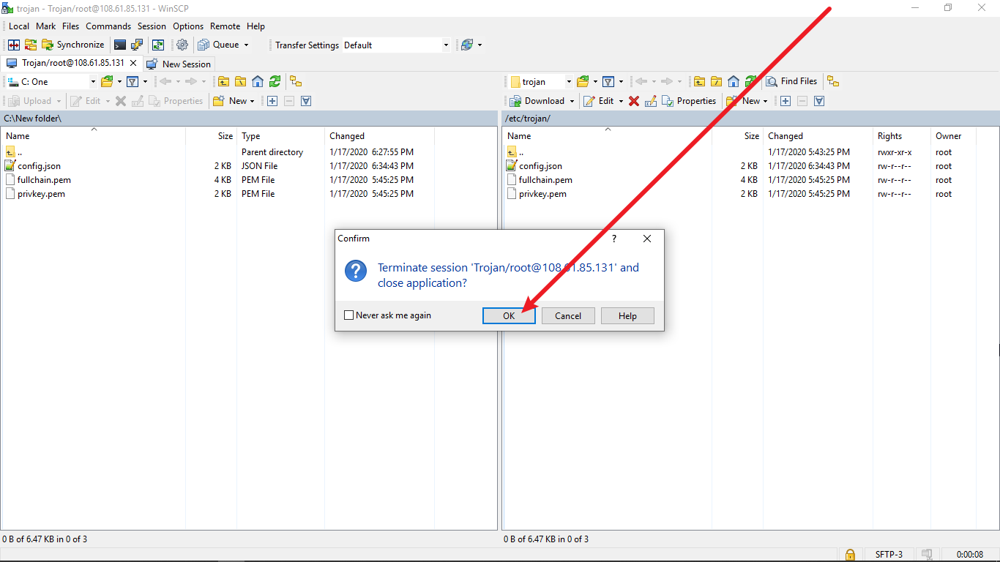 trojan - Trojan/root@108.61.85.131 - WinSCP
Local Mark Files Commands Session Options Remote Help
Synchronize Queue Transfer Settings Default
Trojan/root@108.61.85.131 New Session
C: One trojan Find Files
Upload Edit Properties New Download Edit Properties New
C:\New folder\ /etc/trojan/
Name Size Type Changed Name Size Changed Rights Owner
.. Parent directory 1/17/2020 6:27:55 PM .. 1/17/2020 5:43:25 PM rwxr-xr-x root
config.json 2 KB JSON File 1/17/2020 6:34:43 PM config.json 2 KB 1/17/2020 6:34:43 PM rw-r--r-- root
fullchain.pem 4 KB PEM File 1/17/2020 5:45:25 PM fullchain.pem 4 KB 1/17/2020 5:45:25 PM rw-r--r-- root
privkey.pem 2 KB PEM File 1/17/2020 5:45:25 PM privkey.pem 2 KB 1/17/2020 5:45:25 PM rw-r--r-- root
Confirm ?
Terminate session 'Trojan/root@108.61.85.131' and
close application?
Never ask me again OK Cancel Help
0 B of 6.47 KB in 0 of 3 0 B of 6.47 KB in 0 of 3
SFTP-3 0:00:08